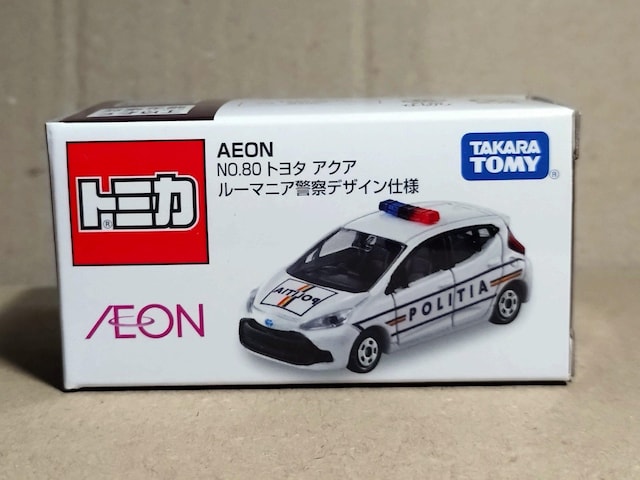 トミカ
AEON
NO.80 トヨタ アクア
ルーマニア警察デザイン仕様
TAKARA
TOMY
®
®
ÆON
POLITIA
POLITIA